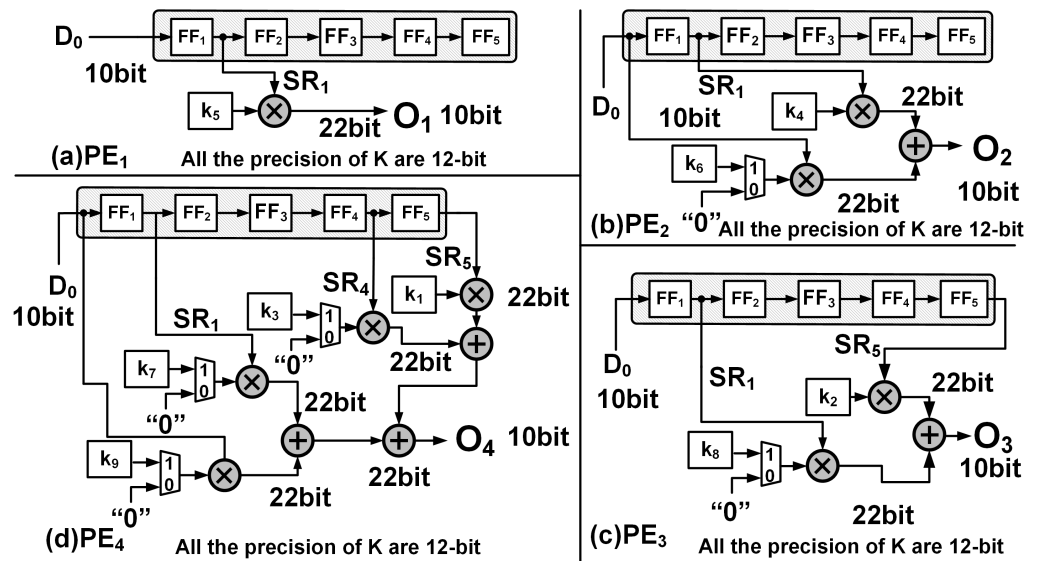 D₀ FF₁ FF₂ FF₃ FF₄ FF₅
10bit
SR₁
k₅
22bit O₁ 10bit
(a)PE₁ All the precision of K are 12-bit
FF₁ FF₂ FF₃ FF₄ FF₅
SR₁
D₀ 10bit
k₄ 22bit
k₆ 1 0
O₂
22bit 10bit
(b)PE₂ “0” All the precision of K are 12-bit
FF₁ FF₂ FF₃ FF₄ FF₅
D₀
10bit
SR₅
SR₄
k₁ 22bit
SR₁
k₃ 1 0
“0” 22bit
k₇ 1 0
“0” 22bit
O₄ 10bit
k₉ 1 0
22bit
“0” 22bit
(d)PE₄ All the precision of K are 12-bit
FF₁ FF₂ FF₃ FF₄ FF₅
SR₅
D₀
10bit
SR₁
k₂ 22bit
k₈ 1 0
O₃
10bit
“0”
22bit
(c)PE₃ All the precision of K are 12-bit